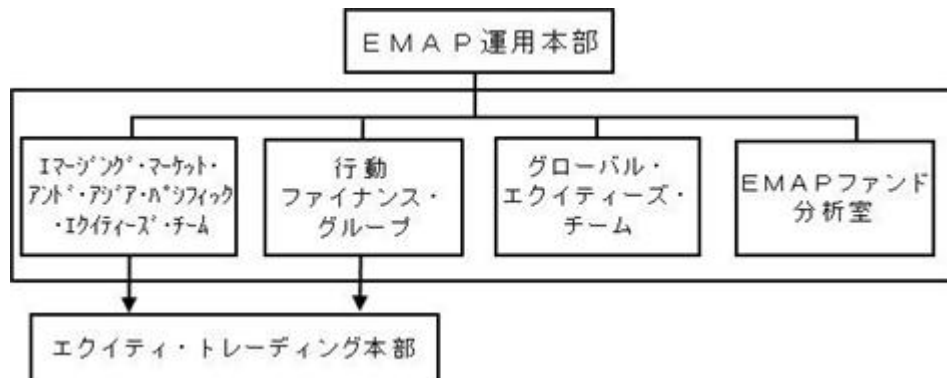 ＥＭＡＰ運用本部
ｴﾏｰｼﾞﾝｸﾞ・マーケット・
ｱﾝﾄﾞ・ｱｼﾞｱ・ﾊﾟｼﾌｨｯｸ
・ｴｸｲﾃｨｰｽﾞ・ﾁｰﾑ
行動
ファイナンス・
グループ
グローバル・
エクイティーズ・
チーム
ＥＭＡＰファンド
分析室
エクイティ・トレーディング本部